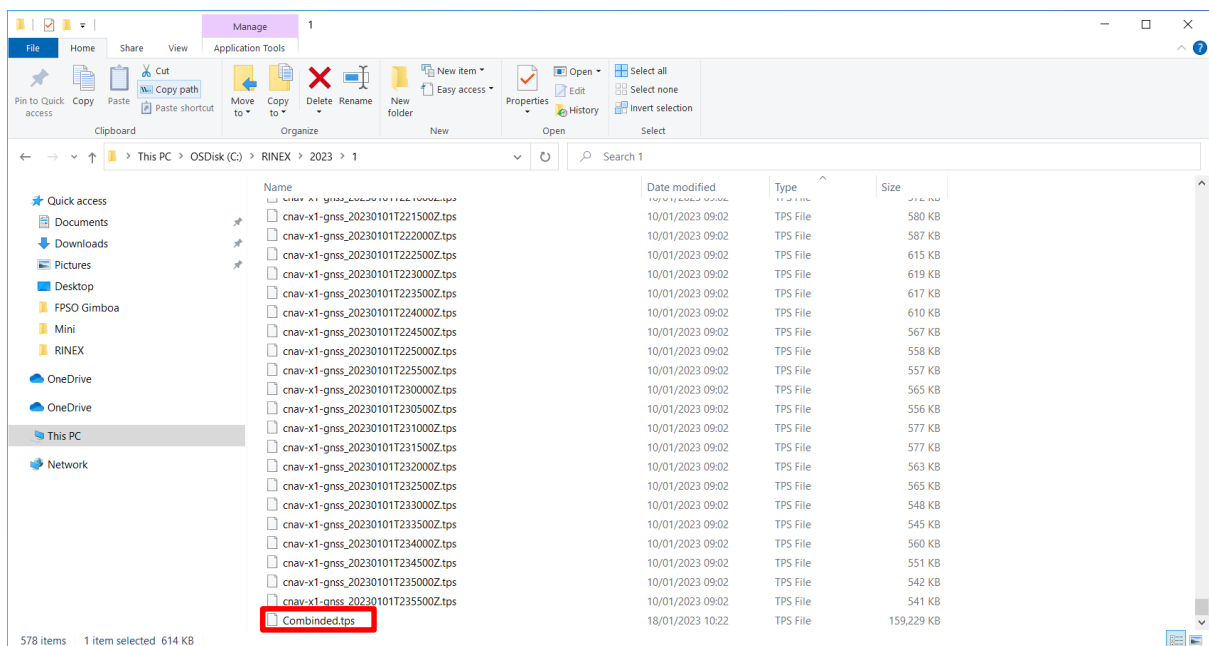 Manage 1
File Home Share View Application Tools
Pin to Quick access
Copy
Paste
Cut
Copy path
Paste shortcut
Clipboard
Move to
Copy to
Delete
Rename
Organize
New folder
New item
Easy access
New
Properties
Open
Edit
History
Open
Select all
Select none
Invert selection
Select
This PC > OSDisk (C:) > RINEX > 2023 > 1
Search 1
Quick access
Documents
Downloads
Pictures
Desktop
FPSO Gimboa
Mini
RINEX
OneDrive
OneDrive
This PC
Network
Name Date modified Type Size
cnav-x1-gnss_20230101T221500Z.tps 10/01/2023 09:02 TPS File 580 KB
cnav-x1-gnss_20230101T222000Z.tps 10/01/2023 09:02 TPS File 587 KB
cnav-x1-gnss_20230101T222500Z.tps 10/01/2023 09:02 TPS File 615 KB
cnav-x1-gnss_20230101T223000Z.tps 10/01/2023 09:02 TPS File 619 KB
cnav-x1-gnss_20230101T223500Z.tps 10/01/2023 09:02 TPS File 617 KB
cnav-x1-gnss_20230101T224000Z.tps 10/01/2023 09:02 TPS File 610 KB
cnav-x1-gnss_20230101T224500Z.tps 10/01/2023 09:02 TPS File 567 KB
cnav-x1-gnss_20230101T225000Z.tps 10/01/2023 09:02 TPS File 558 KB
cnav-x1-gnss_20230101T225500Z.tps 10/01/2023 09:02 TPS File 557 KB
cnav-x1-gnss_20230101T230000Z.tps 10/01/2023 09:02 TPS File 565 KB
cnav-x1-gnss_20230101T230500Z.tps 10/01/2023 09:02 TPS File 556 KB
cnav-x1-gnss_20230101T231000Z.tps 10/01/2023 09:02 TPS File 577 KB
cnav-x1-gnss_20230101T231500Z.tps 10/01/2023 09:02 TPS File 577 KB
cnav-x1-gnss_20230101T232000Z.tps 10/01/2023 09:02 TPS File 563 KB
cnav-x1-gnss_20230101T232500Z.tps 10/01/2023 09:02 TPS File 565 KB
cnav-x1-gnss_20230101T233000Z.tps 10/01/2023 09:02 TPS File 548 KB
cnav-x1-gnss_20230101T233500Z.tps 10/01/2023 09:02 TPS File 545 KB
cnav-x1-gnss_20230101T234000Z.tps 10/01/2023 09:02 TPS File 560 KB
cnav-x1-gnss_20230101T234500Z.tps 10/01/2023 09:02 TPS File 551 KB
cnav-x1-gnss_20230101T235000Z.tps 10/01/2023 09:02 TPS File 542 KB
cnav-x1-gnss_20230101T235500Z.tps 10/01/2023 09:02 TPS File 541 KB
Combinded.tps 18/01/2023 10:22 TPS File 159,229 KB
578 items 1 item selected 614 KB